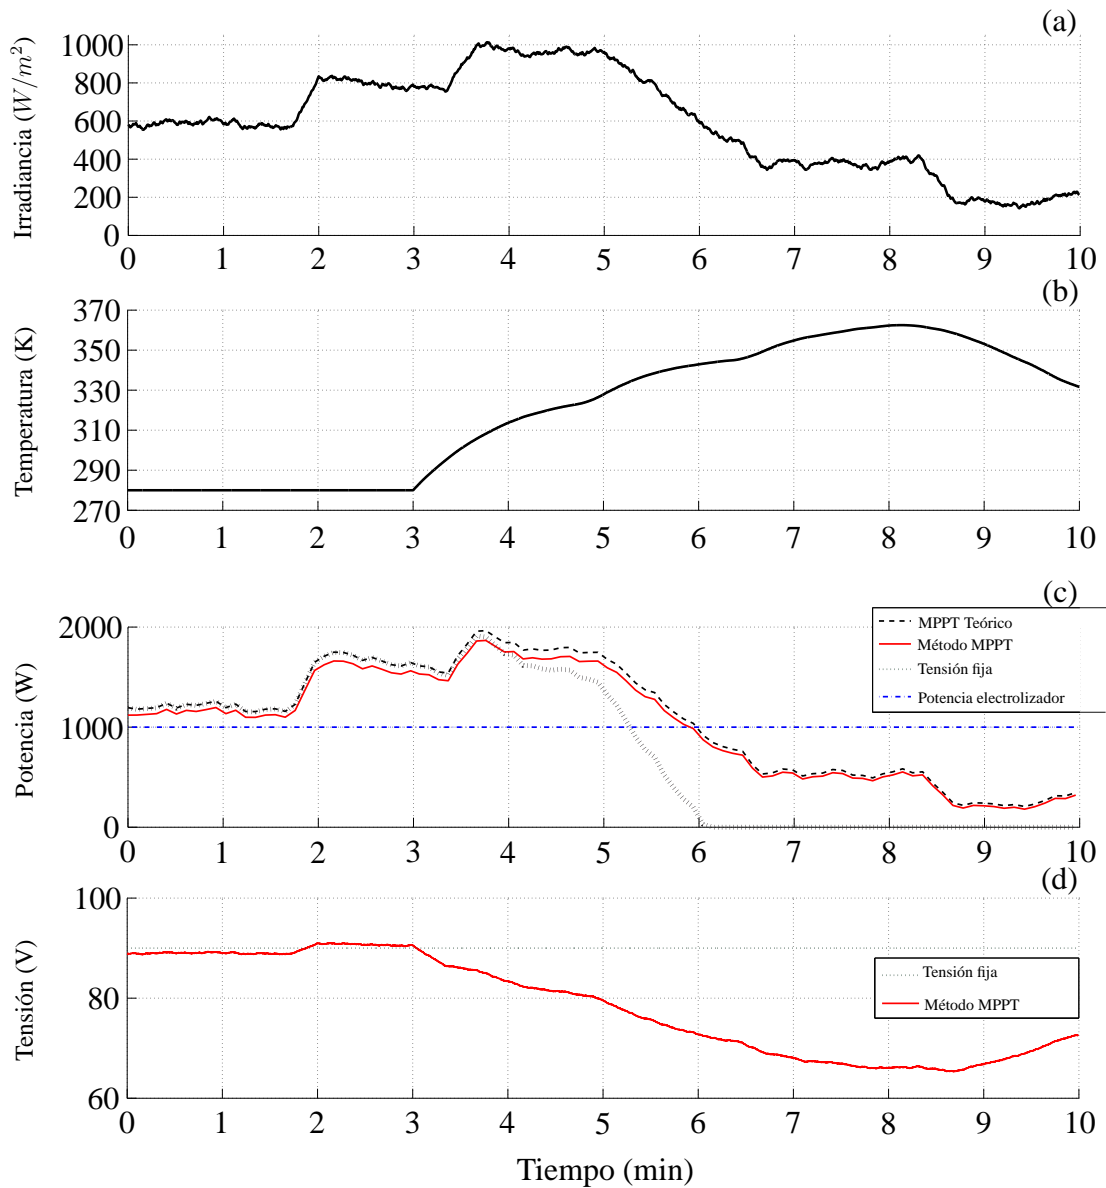 (a)
Irradiancia (W/m²)
1000
800
600
400
200
0
0 1 2 3 4 5 6 7 8 9 10
(b)
Temperatura (K)
370
350
330
310
290
270
0 1 2 3 4 5 6 7 8 9 10
(c)
Potencia (W)
2000
1000
0
MPPT Teórico
Método MPPT
Tensión fija
Potencia electrolizador
0 1 2 3 4 5 6 7 8 9 10
(d)
Tensión (V)
100
80
60
Tensión fija
Método MPPT
0 1 2 3 4 5 6 7 8 9 10
Tiempo (min)